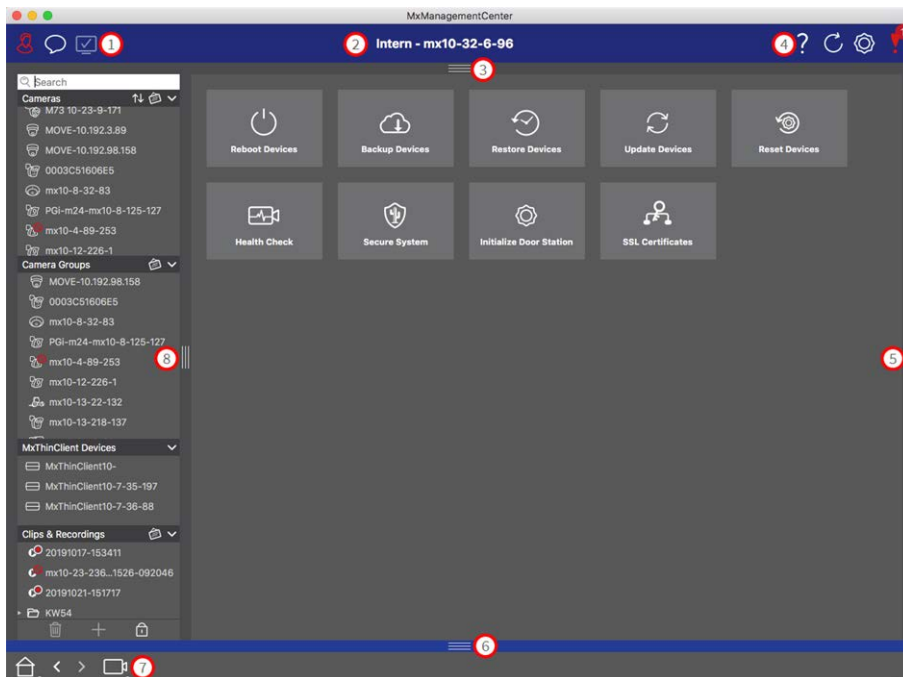 MxManagementCenter
1
2 Intern - mx10-32-6-96
4 ?
3
Search
Cameras
M73 10-23-9-171
MOVE-10.192.3.89
MOVE-10.192.98.158
0003C51606E5
mx10-8-32-83
PGi-m24-mx10-8-125-127
mx10-4-89-253
mx10-12-226-1
Camera Groups
MOVE-10.192.98.158
0003C51606E5
mx10-8-32-83
PGi-m24-mx10-8-125-127
mx10-4-89-253
8
mx10-12-226-1
mx10-13-22-132
mx10-13-218-137
MxThinClient Devices
MxThinClient10-
MxThinClient10-7-35-197
MxThinClient10-7-36-88
Clips & Recordings
20191017-153411
mx10-23-236...1526-092046
20191021-151717
KW54
Reboot Devices
Backup Devices
Restore Devices
Update Devices
Reset Devices
Health Check
Secure System
Initialize Door Station
SSL Certificates
5
6
7